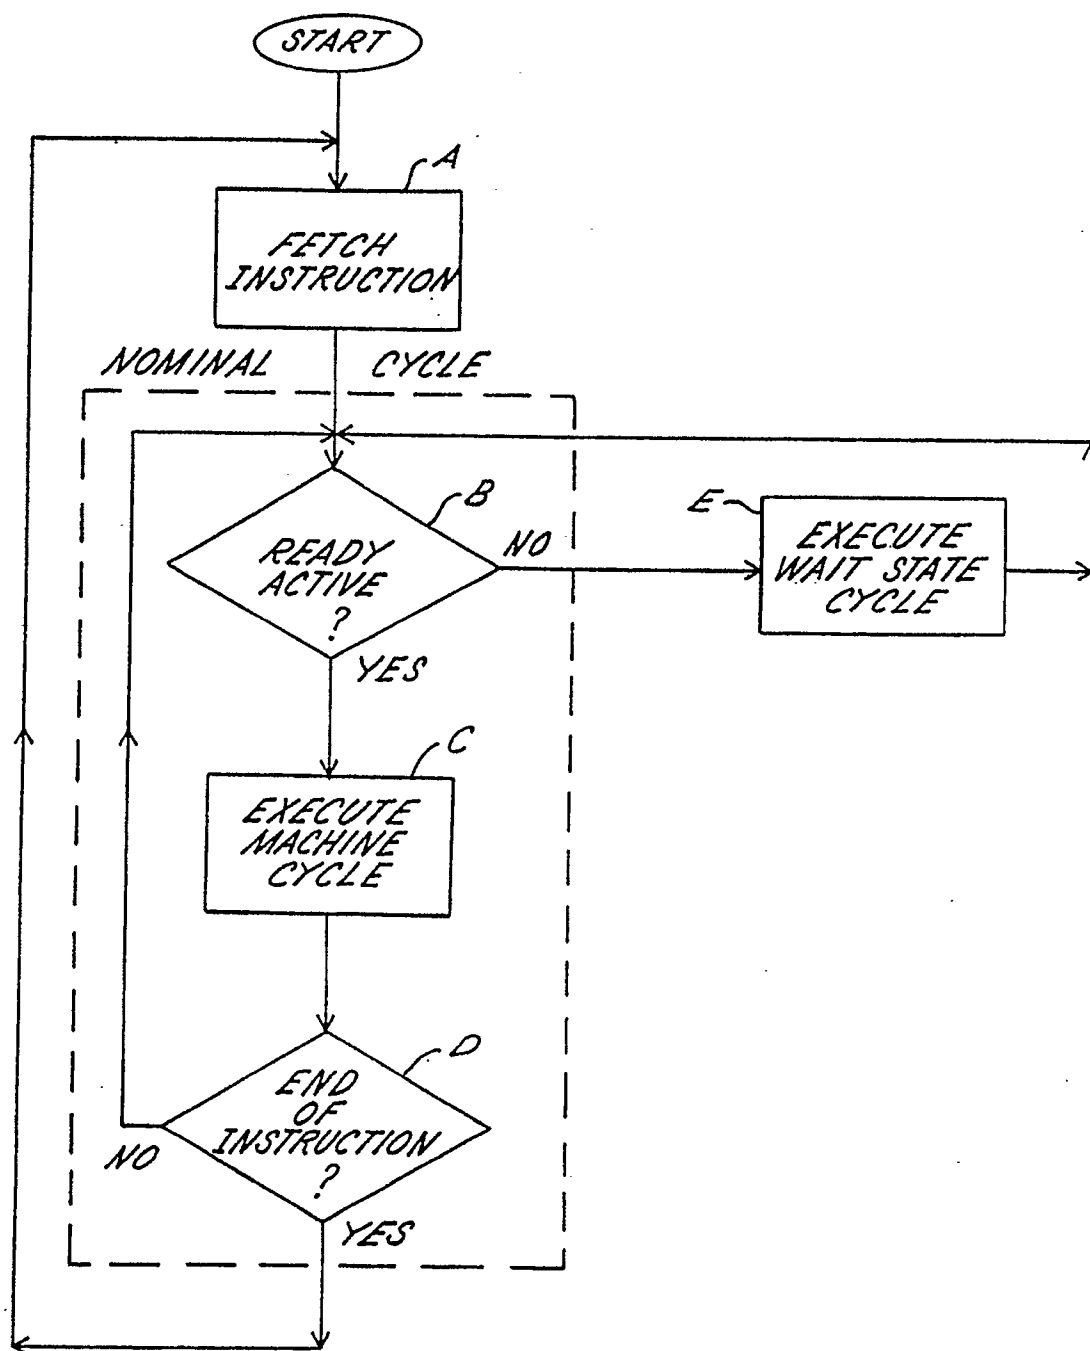 START
A
FETCH
INSTRUCTION
NOMINAL CYCLE
B
READY
ACTIVE
?
NO
YES
E
EXECUTE
WAIT STATE
CYCLE
C
EXECUTE
MACHINE
CYCLE
D
END
OF
INSTRUCTION
?
NO
YES